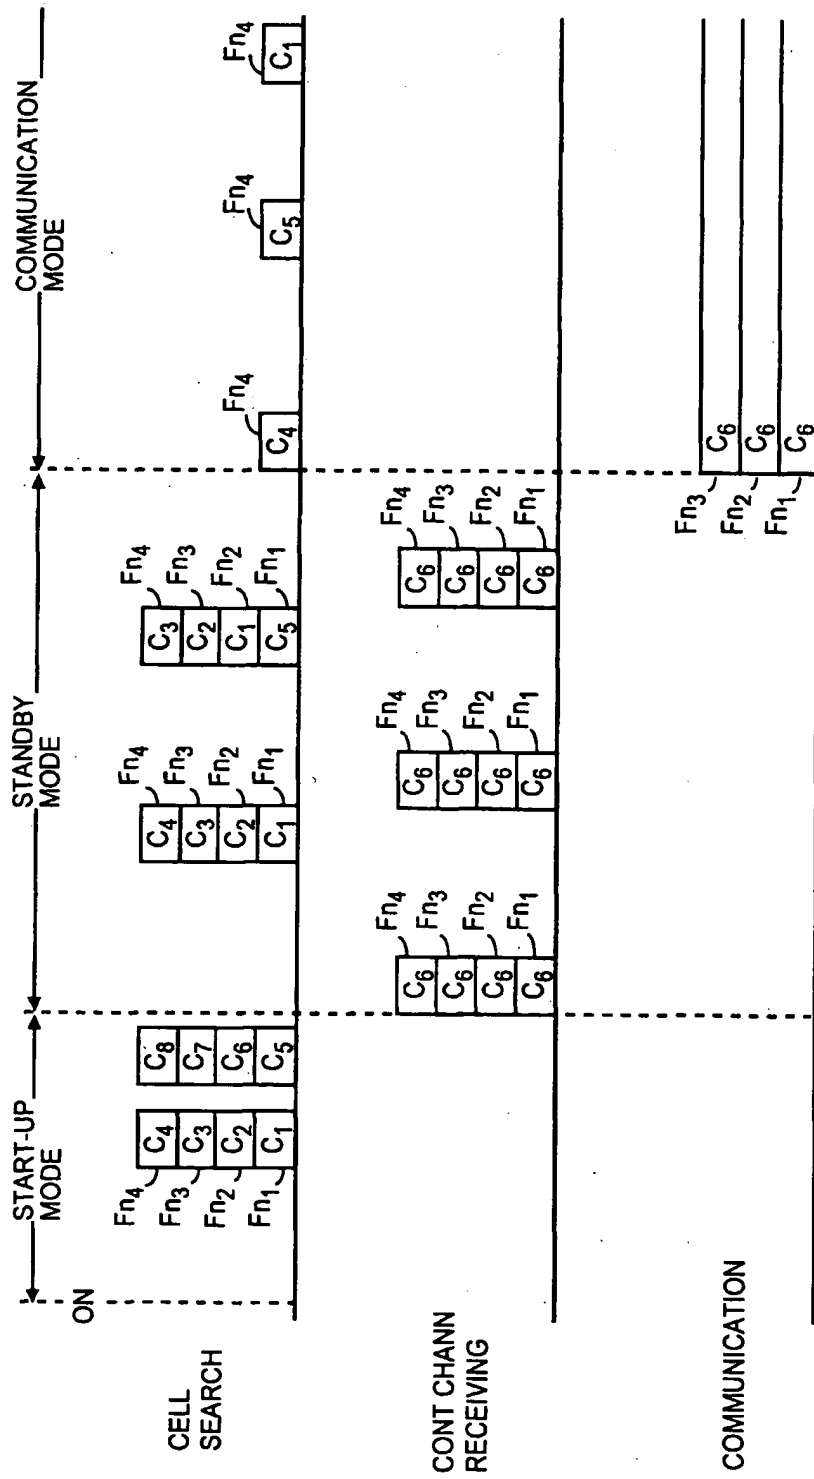 START-UP
MODE
STANDBY
MODE
COMMUNICATION
MODE
ON
CELL
SEARCH
Fn4 C4
Fn3 C3
Fn2 C2
Fn1 C1
C8
C7
C6
C5
C4 Fn4
C3 Fn3
C2 Fn2
C1 Fn1
C3 Fn4
C2 Fn3
C1 Fn2
C5 Fn1
C4 Fn4
C5 Fn4
C1 Fn4
CONT CHANN
RECEIVING
C6 Fn4
C6 Fn3
C6 Fn2
C6 Fn1
C6 Fn4
C6 Fn3
C6 Fn2
C6 Fn1
C6 Fn4
C6 Fn3
C6 Fn2
C6 Fn1
COMMUNICATION
Fn3 C6
Fn2 C6
Fn1 C6